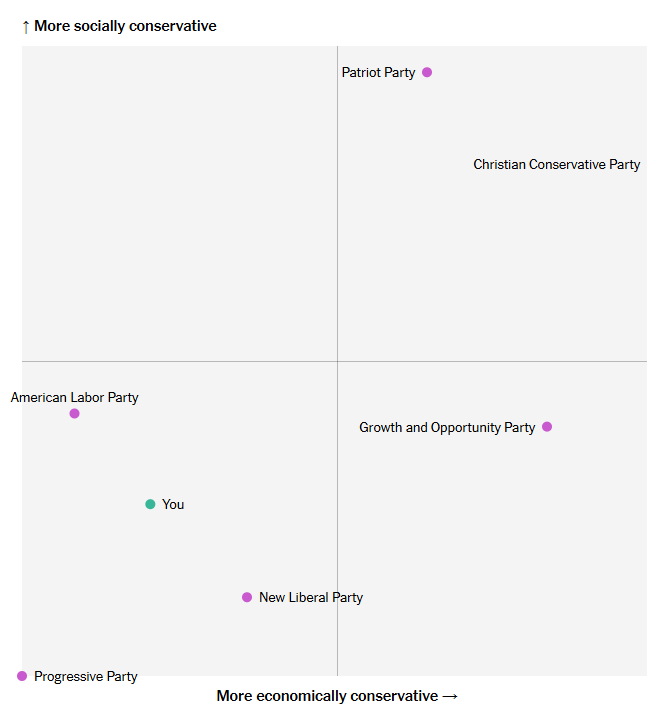 ↑ More socially conservative
Patriot Party
Christian Conservative Party
American Labor Party
Growth and Opportunity Party
You
New Liberal Party
Progressive Party
More economically conservative →